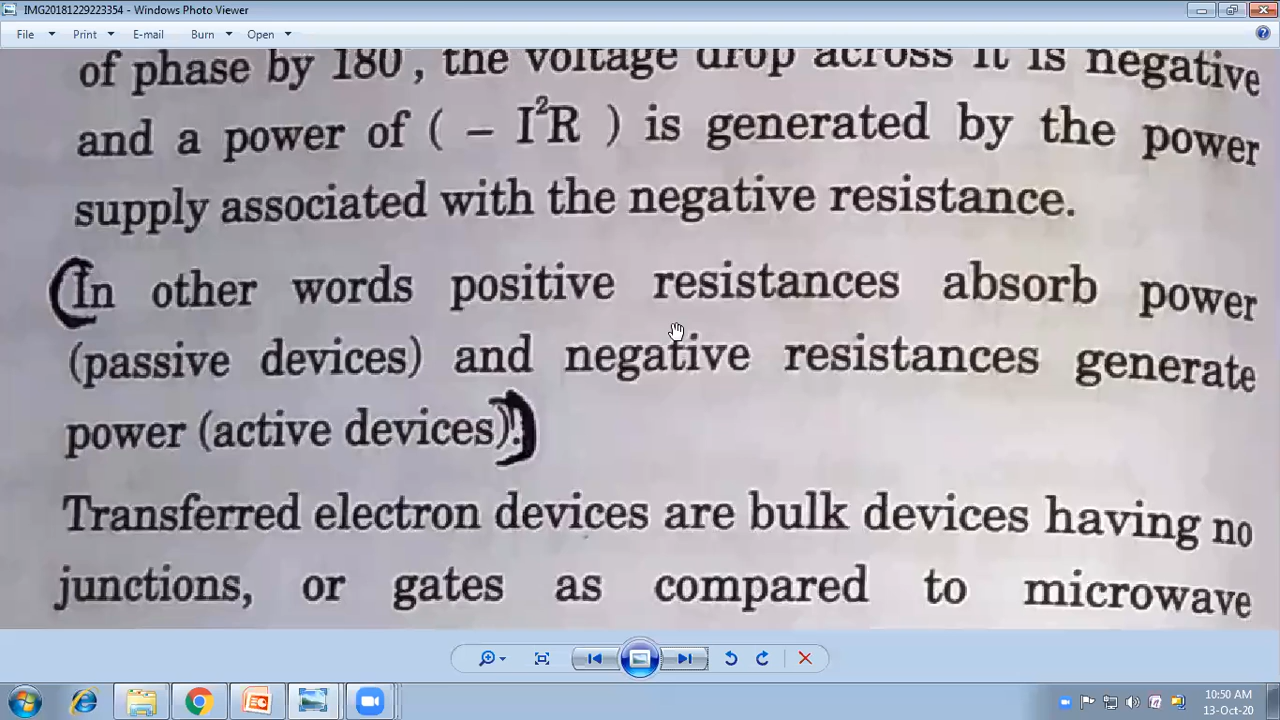 IMG20181229223354 - Windows Photo Viewer
File Print E-mail Burn Open
of phase by 180°, the voltage drop across it is negative
and a power of ( – I²R ) is generated by the power
supply associated with the negative resistance.
(In other words positive resistances absorb power
(passive devices) and negative resistances generate
power (active devices).)
Transferred electron devices are bulk devices having no
junctions, or gates as compared to microwave
10:50 AM
13-Oct-20